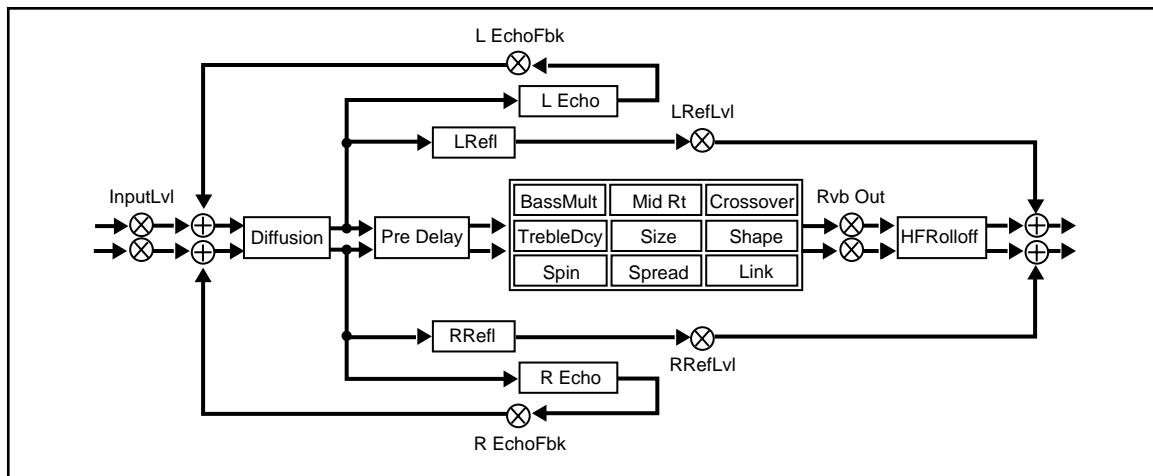 L EchoFbk
L Echo
LRefLvl
LRefl
InputLvl
BassMult Mid Rt Crossover
Rvb Out
Diffusion
Pre Delay
TrebleDcy Size Shape
HFRolloff
Spin Spread Link
RRefl
RRefLvl
R Echo
R EchoFbk